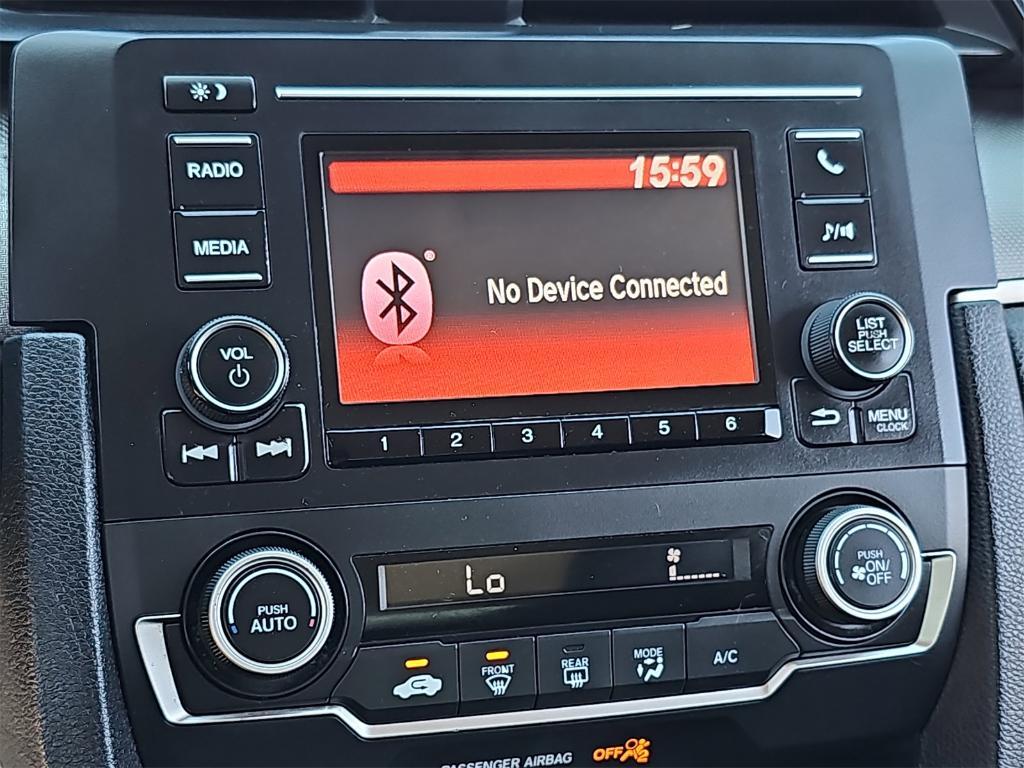 15:59
RADIO
MEDIA
No Device Connected
VOL
LIST
PUSH
SELECT
MENU
CLOCK
1 2 3 4 5 6
Lo
PUSH
AUTO
PUSH
ON/
OFF
FRONT
REAR
MODE
A/C
PASSENGER AIRBAG OFF